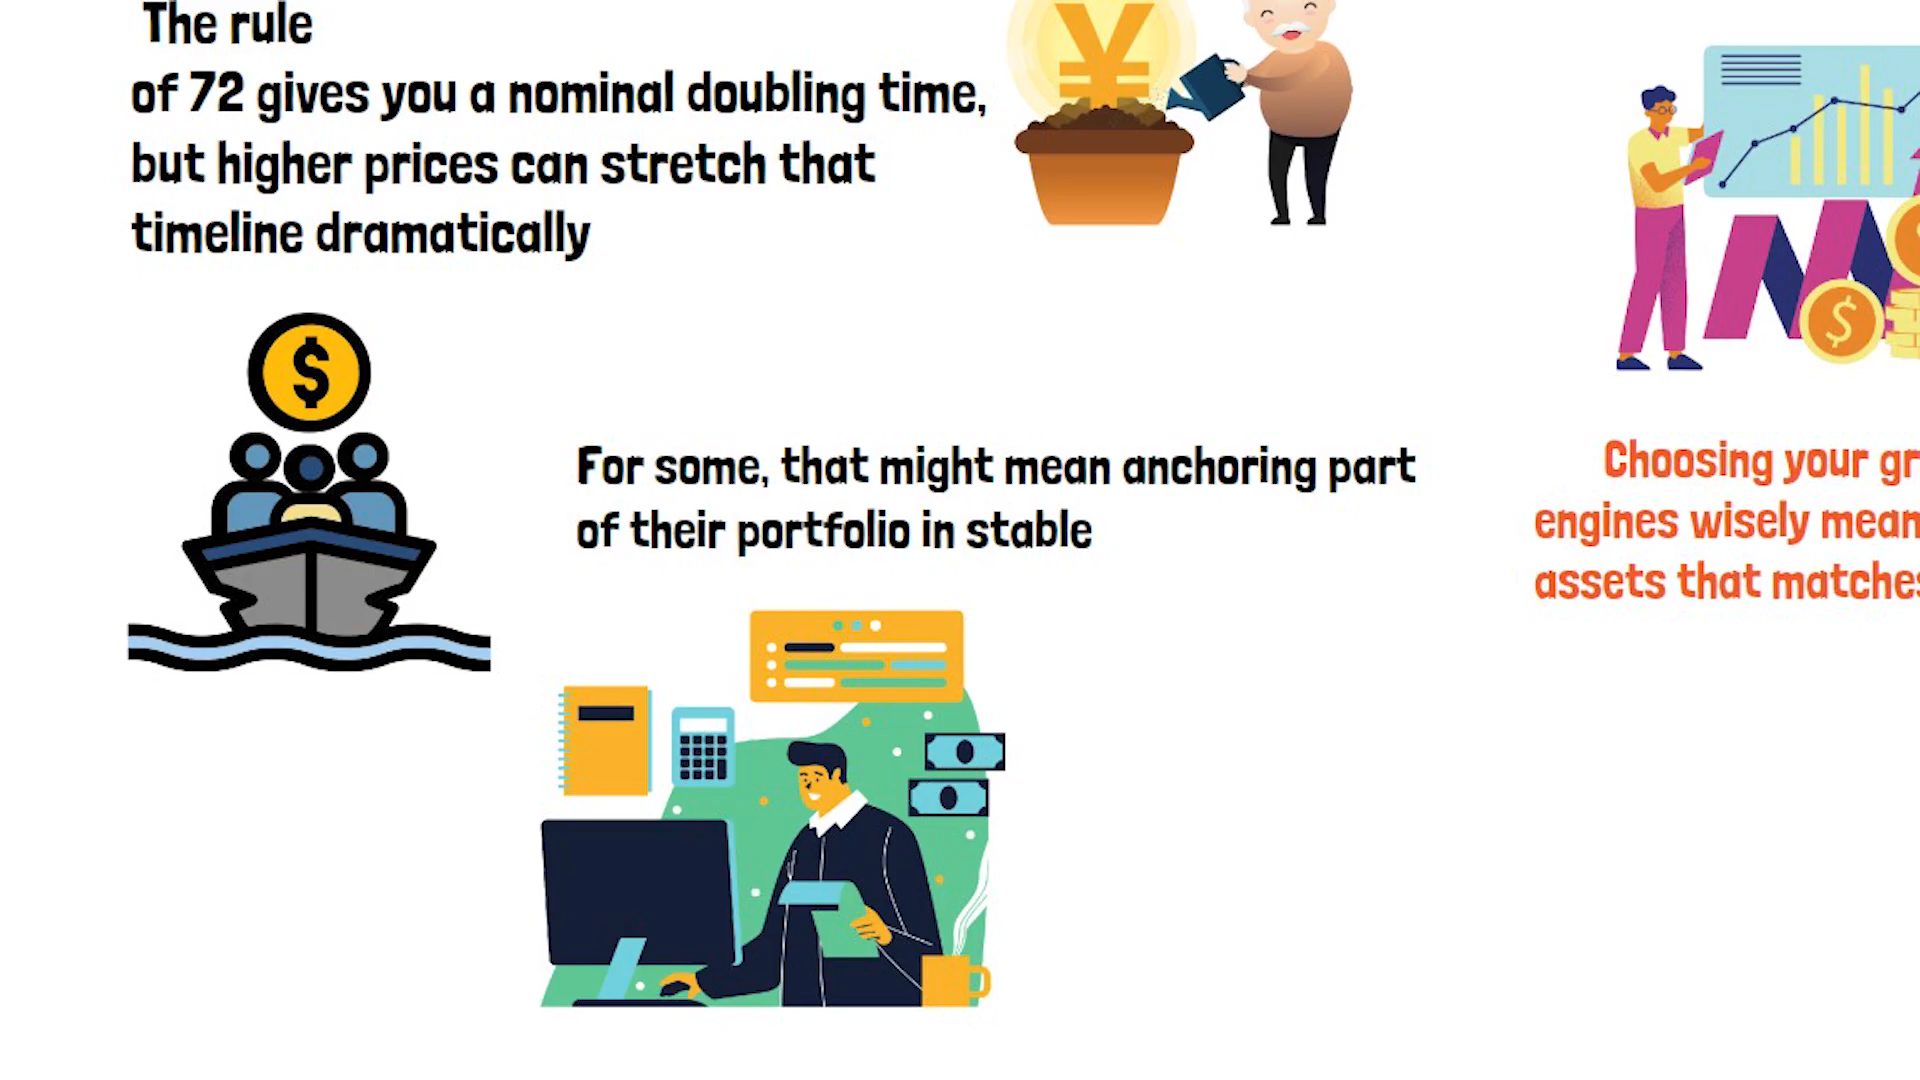 The rule
of 72 gives you a nominal doubling time,
but higher prices can stretch that
timeline dramatically
¥
$
$
For some, that might mean anchoring part
of their portfolio in stable
Choosing your
engines wisely
assets that